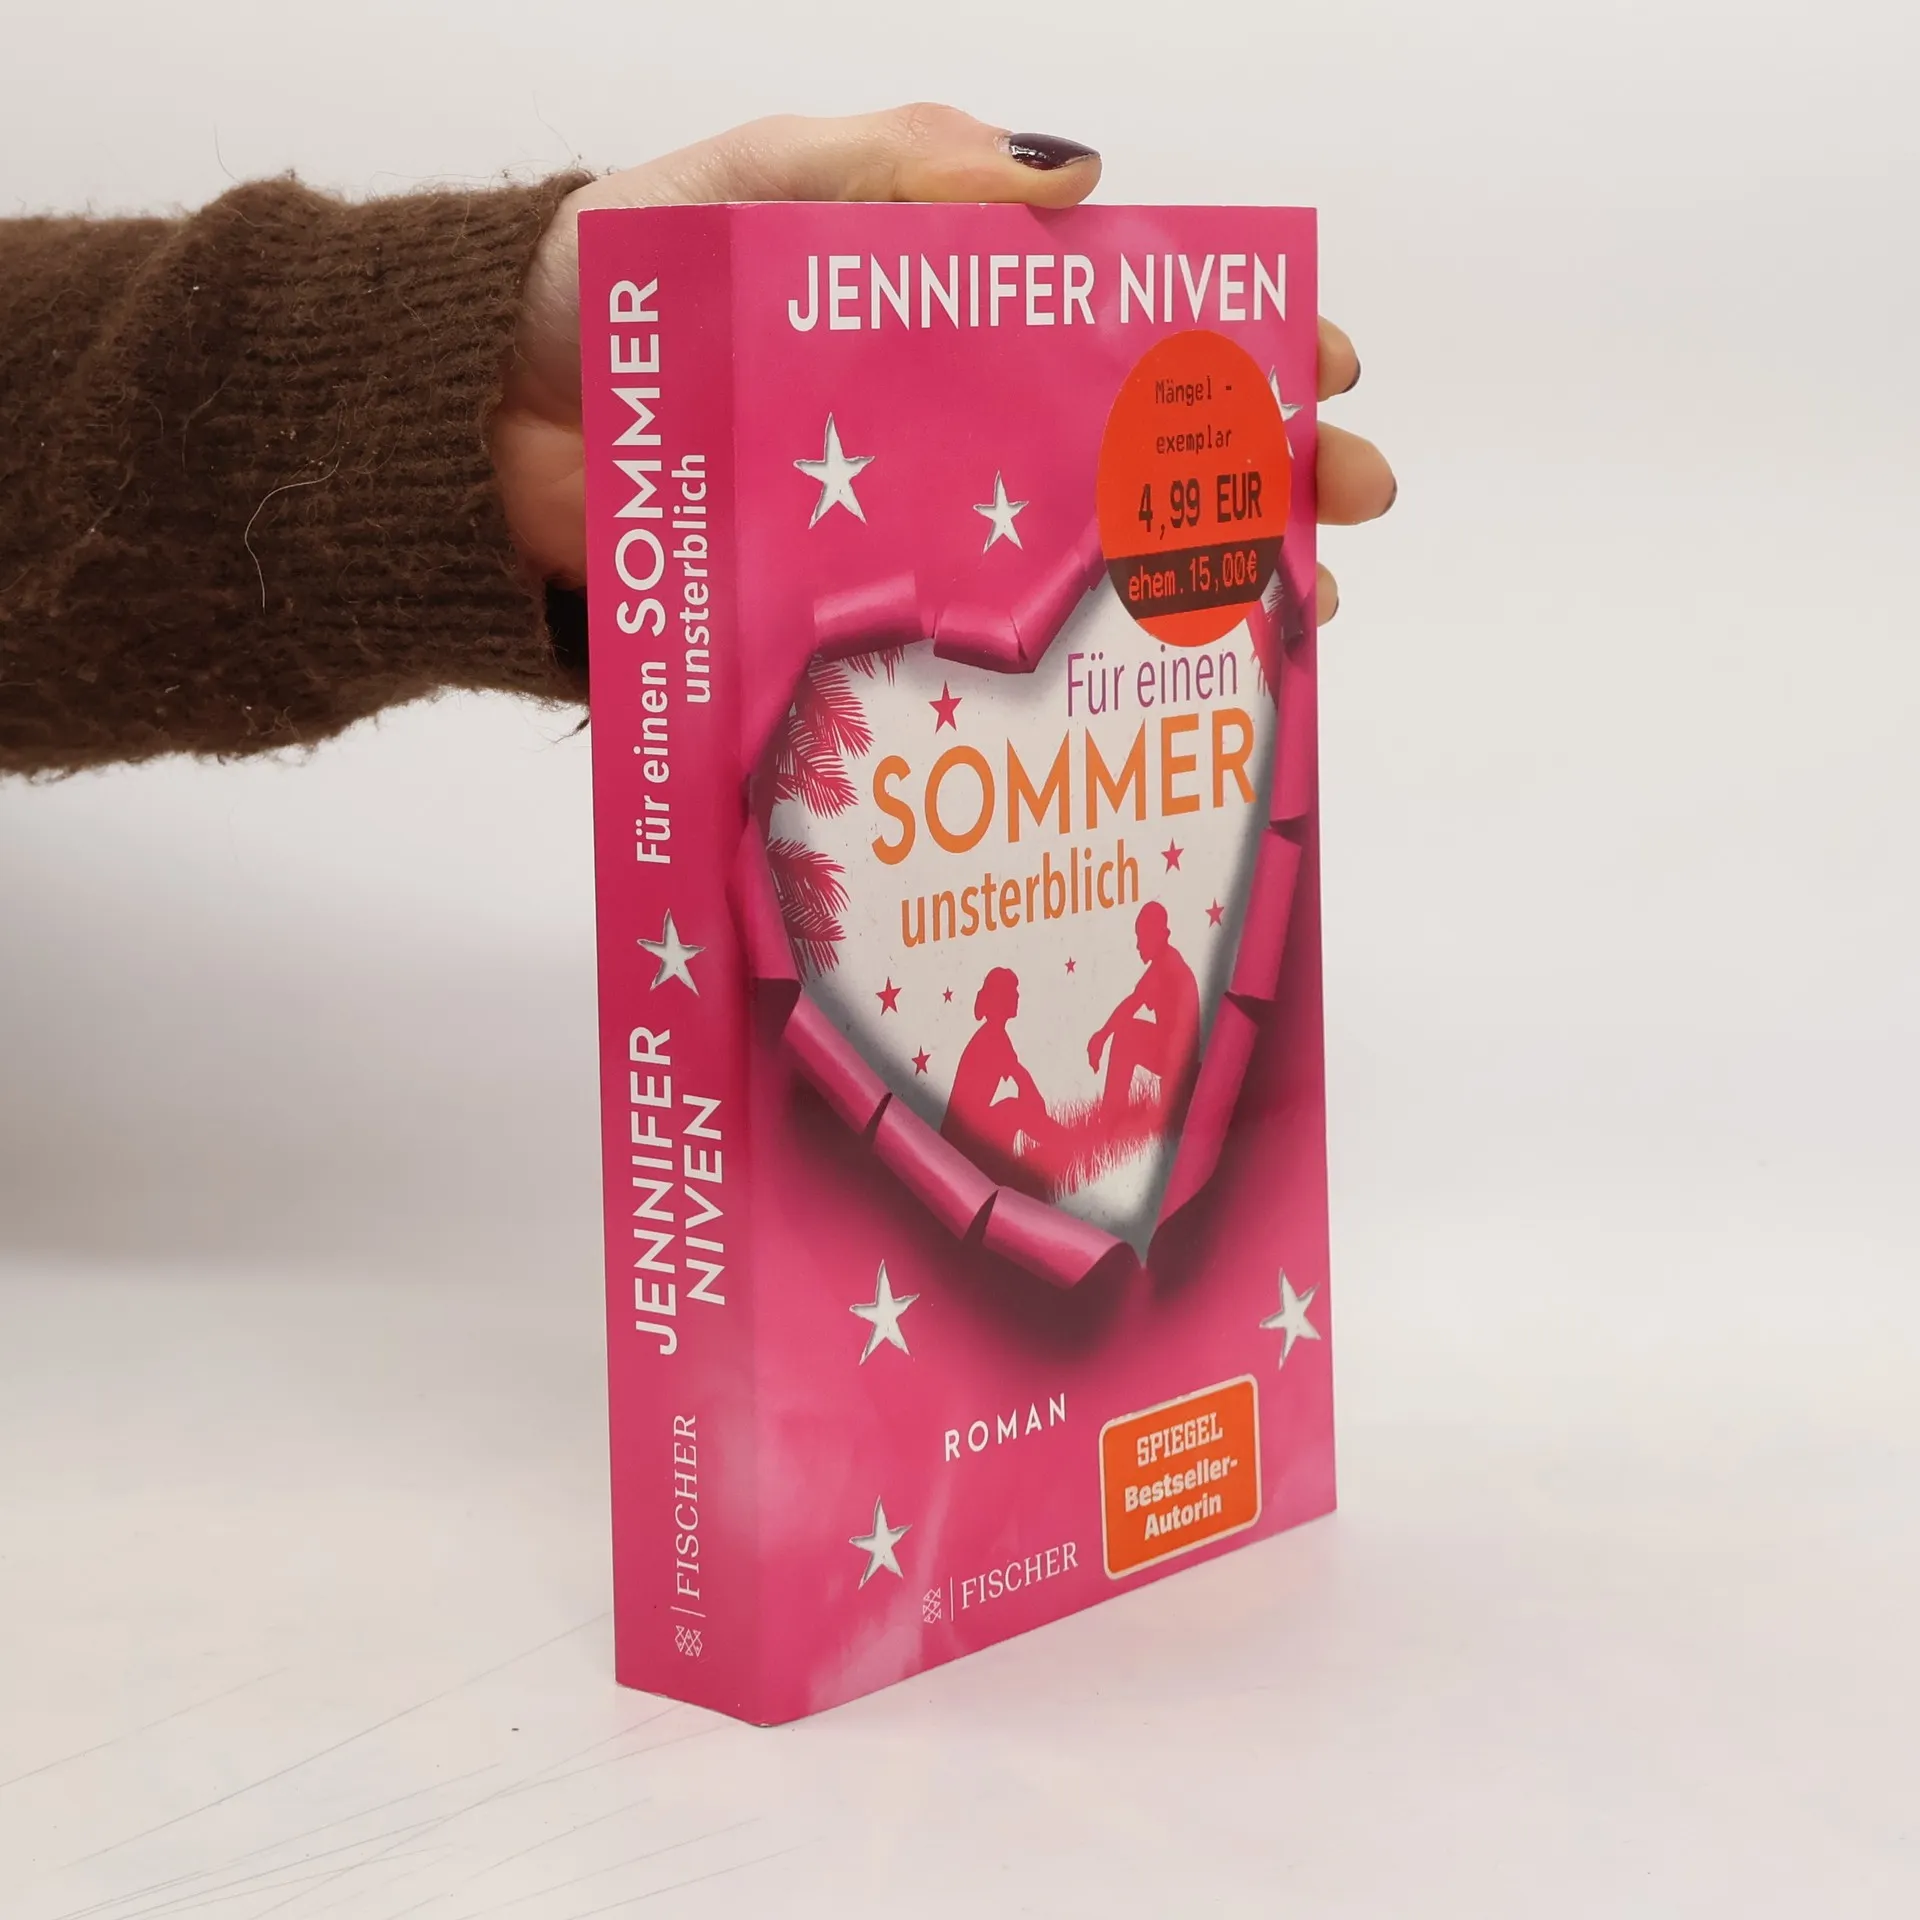 Für einen SOMMER
unsterblich
JENNIFER
NIVEN
FISCHER
JENNIFER NIVEN
Mängel -
exemplar
4,99 EUR
ehem.15,00€
Für einen
SOMMER
unsterblich
ROMAN
SPIEGEL
Bestseller-
Autorin
FISCHER